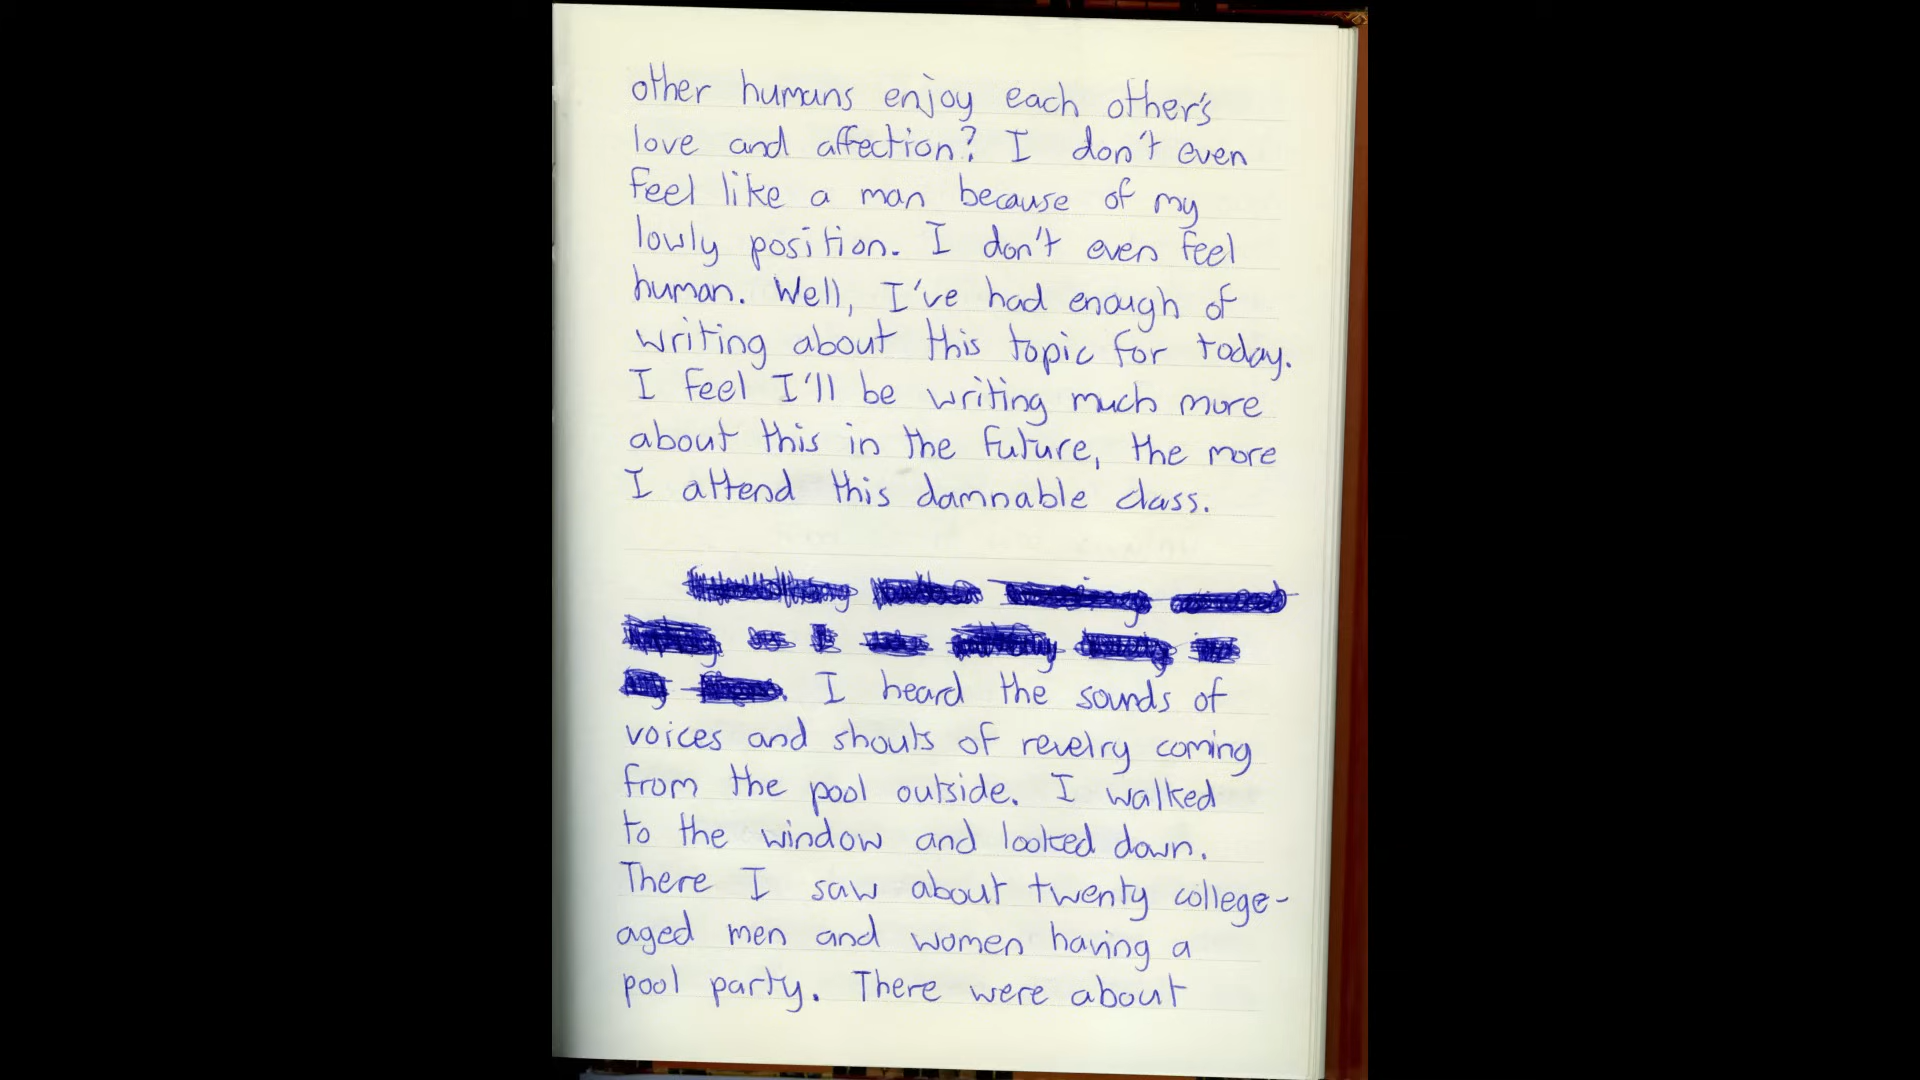 other humans enjoy each other's
love and affection? I don't even
feel like a man because of my
lowly position. I don't even feel
human. Well, I've had enough of
writing about this topic for today.
I feel I'll be writing much more
about this in the future, the more
I attend this damnable class.
I heard the sounds of
voices and shouts of revelry coming
from the pool outside. I walked
to the window and looked down.
There I saw about twenty college-
aged men and women having a
pool party. There were about